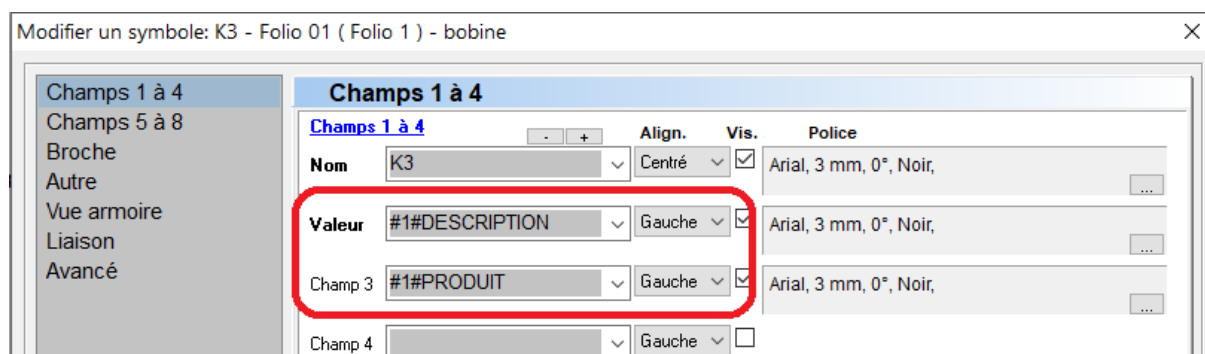 Modifier un symbole: K3 - Folio 01 ( Folio 1 ) - bobine
Champs 1 à 4
Champs 5 à 8
Broche
Autre
Vue armoire
Liaison
Avancé
Champs 1 à 4
Champs 1 à 4 - + Align. Vis. Police
Nom K3 Centré Arial, 3 mm, 0°, Noir, ...
Valeur #1#DESCRIPTION Gauche Arial, 3 mm, 0°, Noir, ...
Champ 3 #1#PRODUIT Gauche Arial, 3 mm, 0°, Noir, ...
Champ 4 Gauche